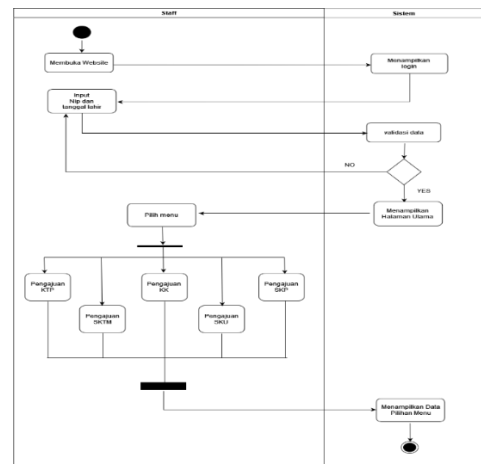 Staff
Sistem
Membuka Website
Menampilkan
login
Input
Nip dan
tanggal lahir
validasi data
NO
YES
Pilih menu
Menampilkan
Halaman Utama
Pengajuan
KTP
Pengajuan
KK
Pengajuan
SKP
Pengajuan
SKTM
Pengajuan
SKU
Menampilkan Data
Pilihan Menu